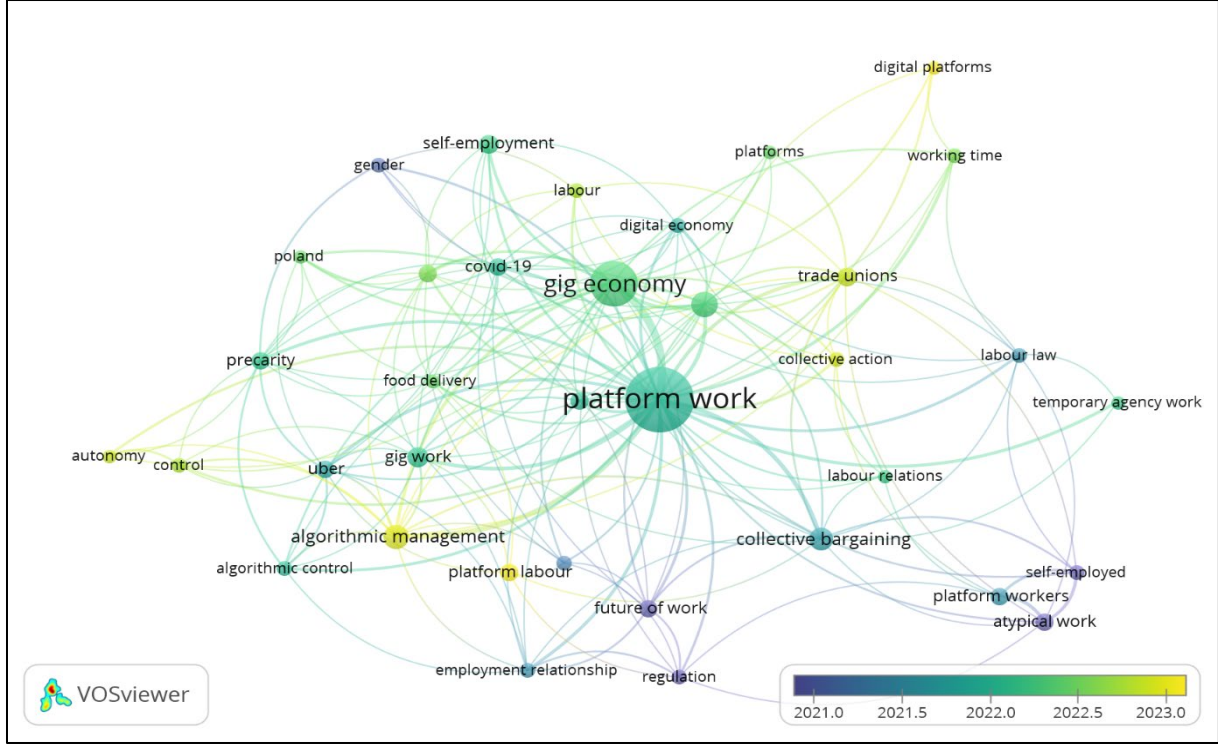 digital platforms
self-employment
platforms
working time
gender
labour
digital economy
poland
covid-19
gig economy
trade unions
precarity
food delivery
collective action
labour law
platform work
temporary agency work
autonomy
control
uber
gig work
labour relations
algorithmic management
collective bargaining
algorithmic control
platform labour
self-employed
future of work
platform workers
atypical work
employment relationship
regulation
VOSviewer
2021.0 2021.5 2022.0 2022.5 2023.0